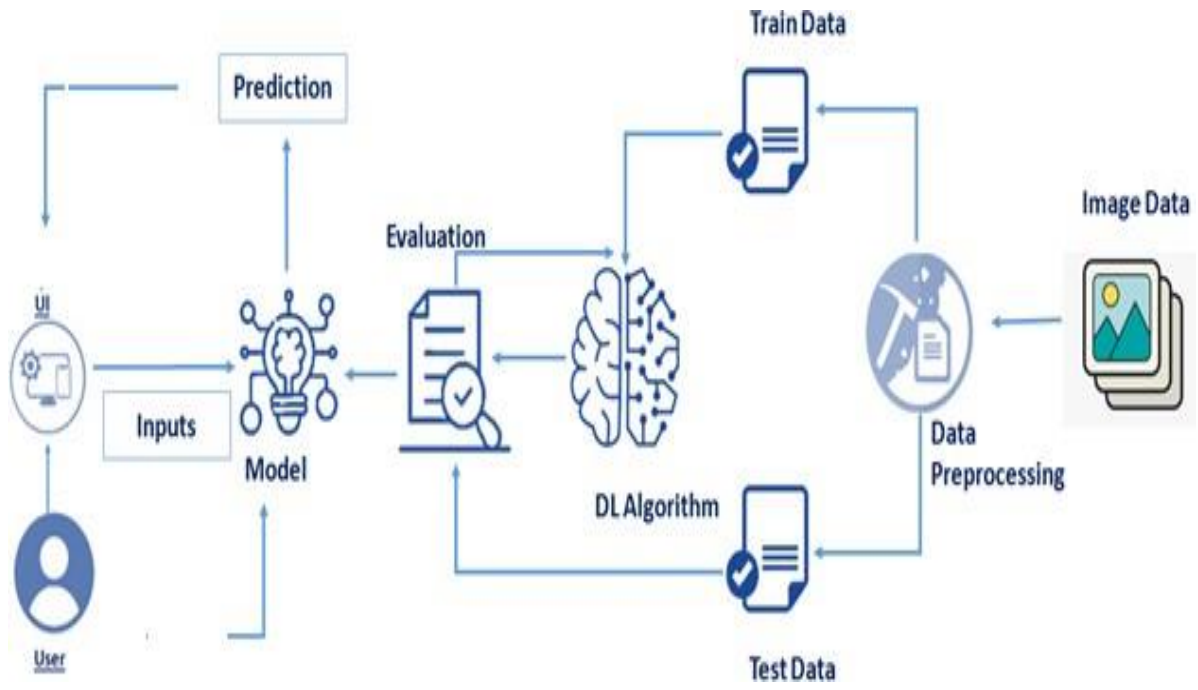 Train Data
Prediction
Image Data
Evaluation
UI
Inputs
Model
Data
Preprocessing
DL Algorithm
User
Test Data